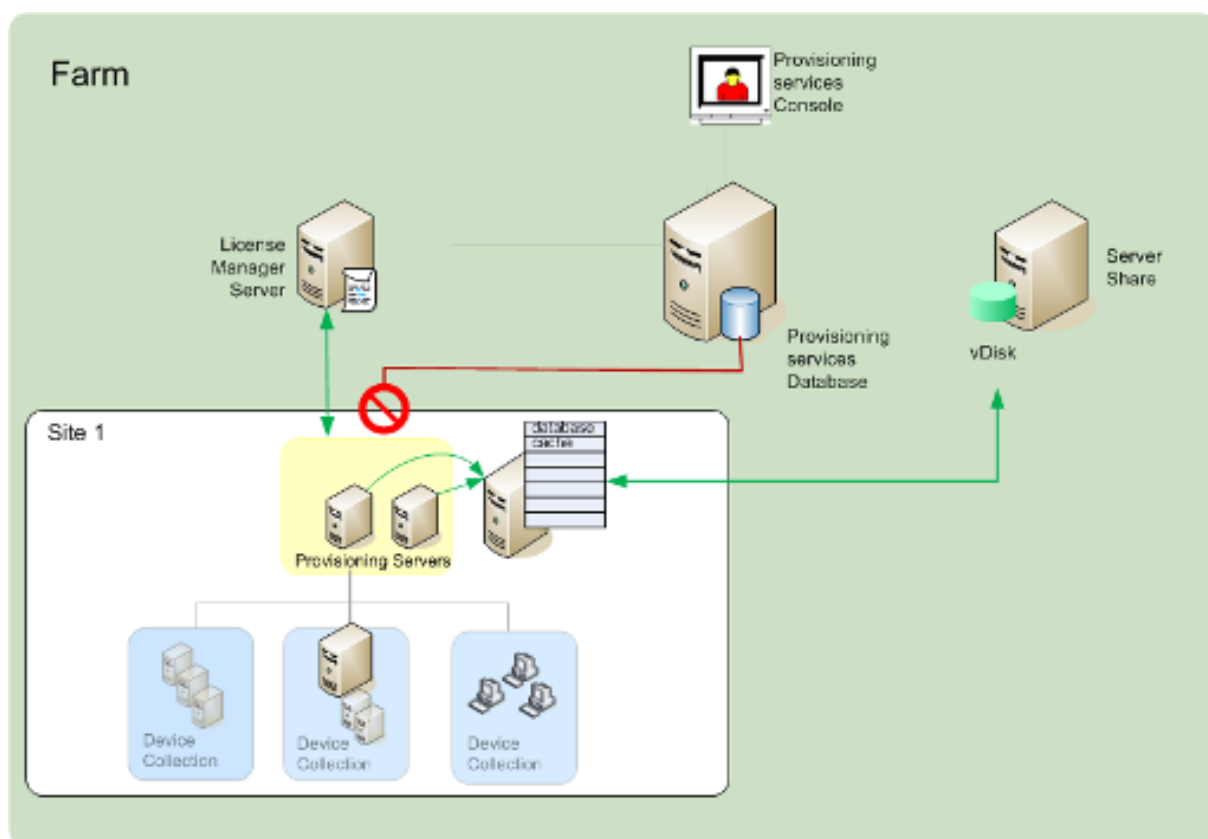 Farm
Provisioning
services
Console
License
Manager
Server
Server
Share
Provisioning
services
Database
vDisk
Site 1
database
cache
Provisioning Servers
Device
Collection
Device
Collection
Device
Collection